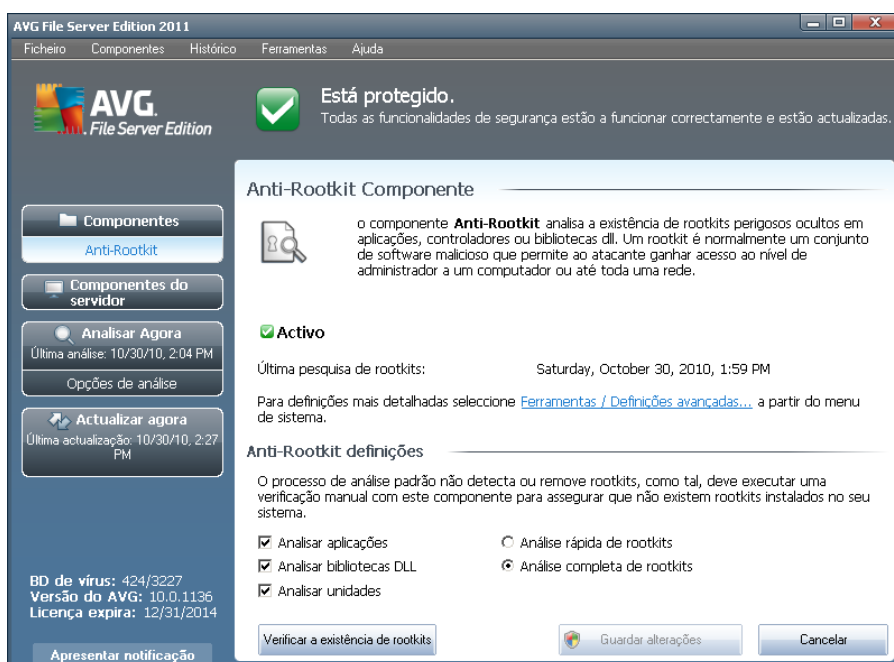 AVG File Server Edition 2011
Ficheiro Componentes Histórico Ferramentas Ajuda
AVG.
File Server Edition
Está protegido.
Todas as funcionalidades de segurança estão a funcionar correctamente e estão actualizadas.
Componentes
Anti-Rootkit
Componentes do
servidor
Analisar Agora
Última análise: 10/30/10, 2:04 PM
Opções de análise
Actualizar agora
Última actualização: 10/30/10, 2:27
PM
BD de vírus: 424/3227
Versão do AVG: 10.0.1136
Licença expira: 12/31/2014
Apresentar notificação
Anti-Rootkit Componente
o componente Anti-Rootkit analisa a existência de rootkits perigosos ocultos em
aplicações, controladores ou bibliotecas dll. Um rootkit é normalmente um conjunto
de software malicioso que permite ao atacante ganhar acesso ao nível de
administrador a um computador ou até toda uma rede.
Activo
Última pesquisa de rootkits: Saturday, October 30, 2010, 1:59 PM
Para definições mais detalhadas seleccione Ferramentas / Definições avançadas... a partir do menu
de sistema.
Anti-Rootkit definições
O processo de análise padrão não detecta ou remove rootkits, como tal, deve executar uma
verificação manual com este componente para assegurar que não existem rootkits instalados no seu
sistema.
Analisar aplicações
Análise rápida de rootkits
Analisar bibliotecas DLL
Análise completa de rootkits
Analisar unidades
Verificar a existência de rootkits
Guardar alterações
Cancelar